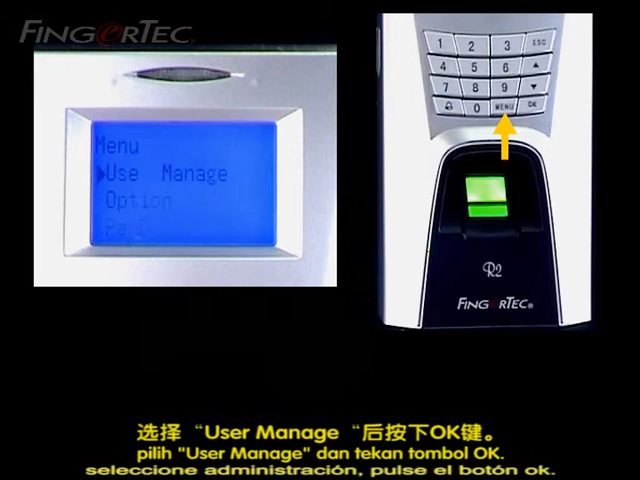 FINGERTEC
Menu
Use Manage
Option
1 2 3 ESC
4 5 6 ▲
7 8 9 ▼
0 MENU OK
R2
FINGERTEC®
选择“User Manage“后按下OK键。
pilih "User Manage" dan tekan tombol OK.
seleccione administración, pulse el botón ok.